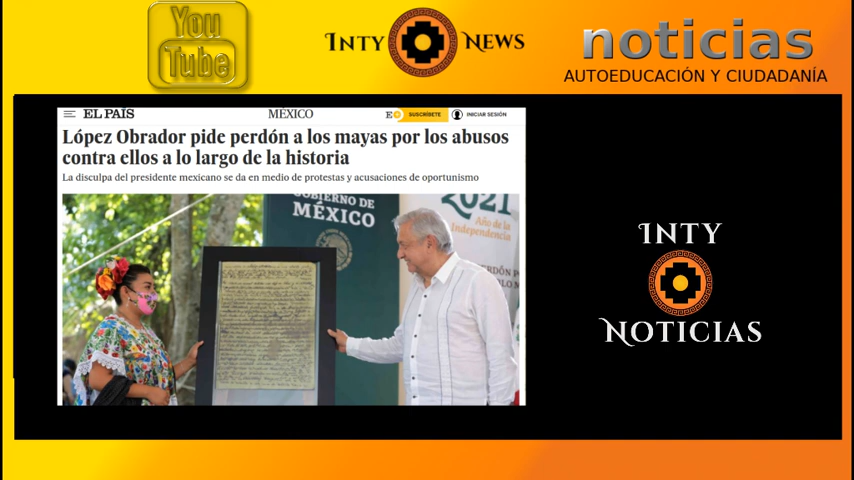 You
Tube
INTY NEWS
noticias
AUTOEDUCACIÓN Y CIUDADANÍA
EL PAÍS
MÉXICO
SUSCRÍBETE
INICIAR SESIÓN
López Obrador pide perdón a los mayas por los abusos
contra ellos a lo largo de la historia
La disculpa del presidente mexicano se da en medio de protestas y acusaciones de oportunismo
GOBIERNO DE
MÉXICO
2021
Año de la
Independencia
INTY
NOTICIAS